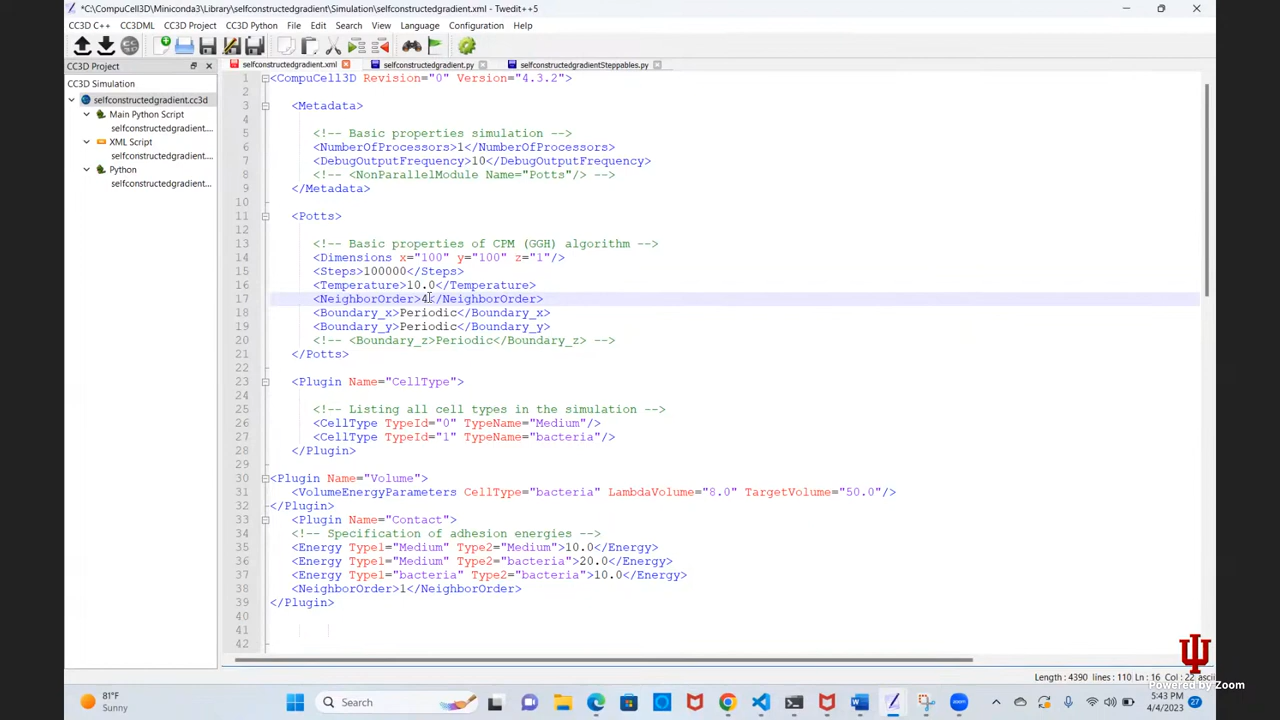 *C:\CompuCell3D\Miniconda3\Library\selfconstructedgradient\Simulation\selfconstructedgradient.xml - Twedit++5
CC3D C++ CC3DML CC3D Project CC3D Python File Edit Search View Language Configuration Help
CC3D Project
selfconstructedgradient.xml selfconstructedgradient.py selfconstructedgradientSteppables.py
CC3D Simulation
selfconstructedgradient.cc3d
Main Python Script
selfconstructedgradient....
XML Script
selfconstructedgradient....
Python
selfconstructedgradient....
1 <CompuCell3D Revision="0" Version="4.3.2">
2
3 <Metadata>
4
5 <!-- Basic properties simulation -->
6 <NumberOfProcessors>1</NumberOfProcessors>
7 <DebugOutputFrequency>10</DebugOutputFrequency>
8 <!-- <NonParallelModule Name="Potts"/> -->
9 </Metadata>
10
11 <Potts>
12
13 <!-- Basic properties of CPM (GGH) algorithm -->
14 <Dimensions x="100" y="100" z="1"/>
15 <Steps>100000</Steps>
16 <Temperature>10.0</Temperature>
17 <NeighborOrder>4</NeighborOrder>
18 <Boundary_x>Periodic</Boundary_x>
19 <Boundary_y>Periodic</Boundary_y>
20 <!-- <Boundary_z>Periodic</Boundary_z> -->
21 </Potts>
22
23 <Plugin Name="CellType">
24
25 <!-- Listing all cell types in the simulation -->
26 <CellType TypeId="0" TypeName="Medium"/>
27 <CellType TypeId="1" TypeName="bacteria"/>
28 </Plugin>
29
30 <Plugin Name="Volume">
31 <VolumeEnergyParameters CellType="bacteria" LambdaVolume="8.0" TargetVolume="50.0"/>
32 </Plugin>
33 <Plugin Name="Contact">
34 <!-- Specification of adhesion energies -->
35 <Energy Type1="Medium" Type2="Medium">10.0</Energy>
36 <Energy Type1="Medium" Type2="bacteria">20.0</Energy>
37 <Energy Type1="bacteria" Type2="bacteria">10.0</Energy>
38 <NeighborOrder>1</NeighborOrder>
39 </Plugin>
40
41
42
Length: 4390 lines: 110 Ln: 16 Col: 22
Powered by Zoom
81°F
Sunny
Search
5:43 PM
4/4/2023
27